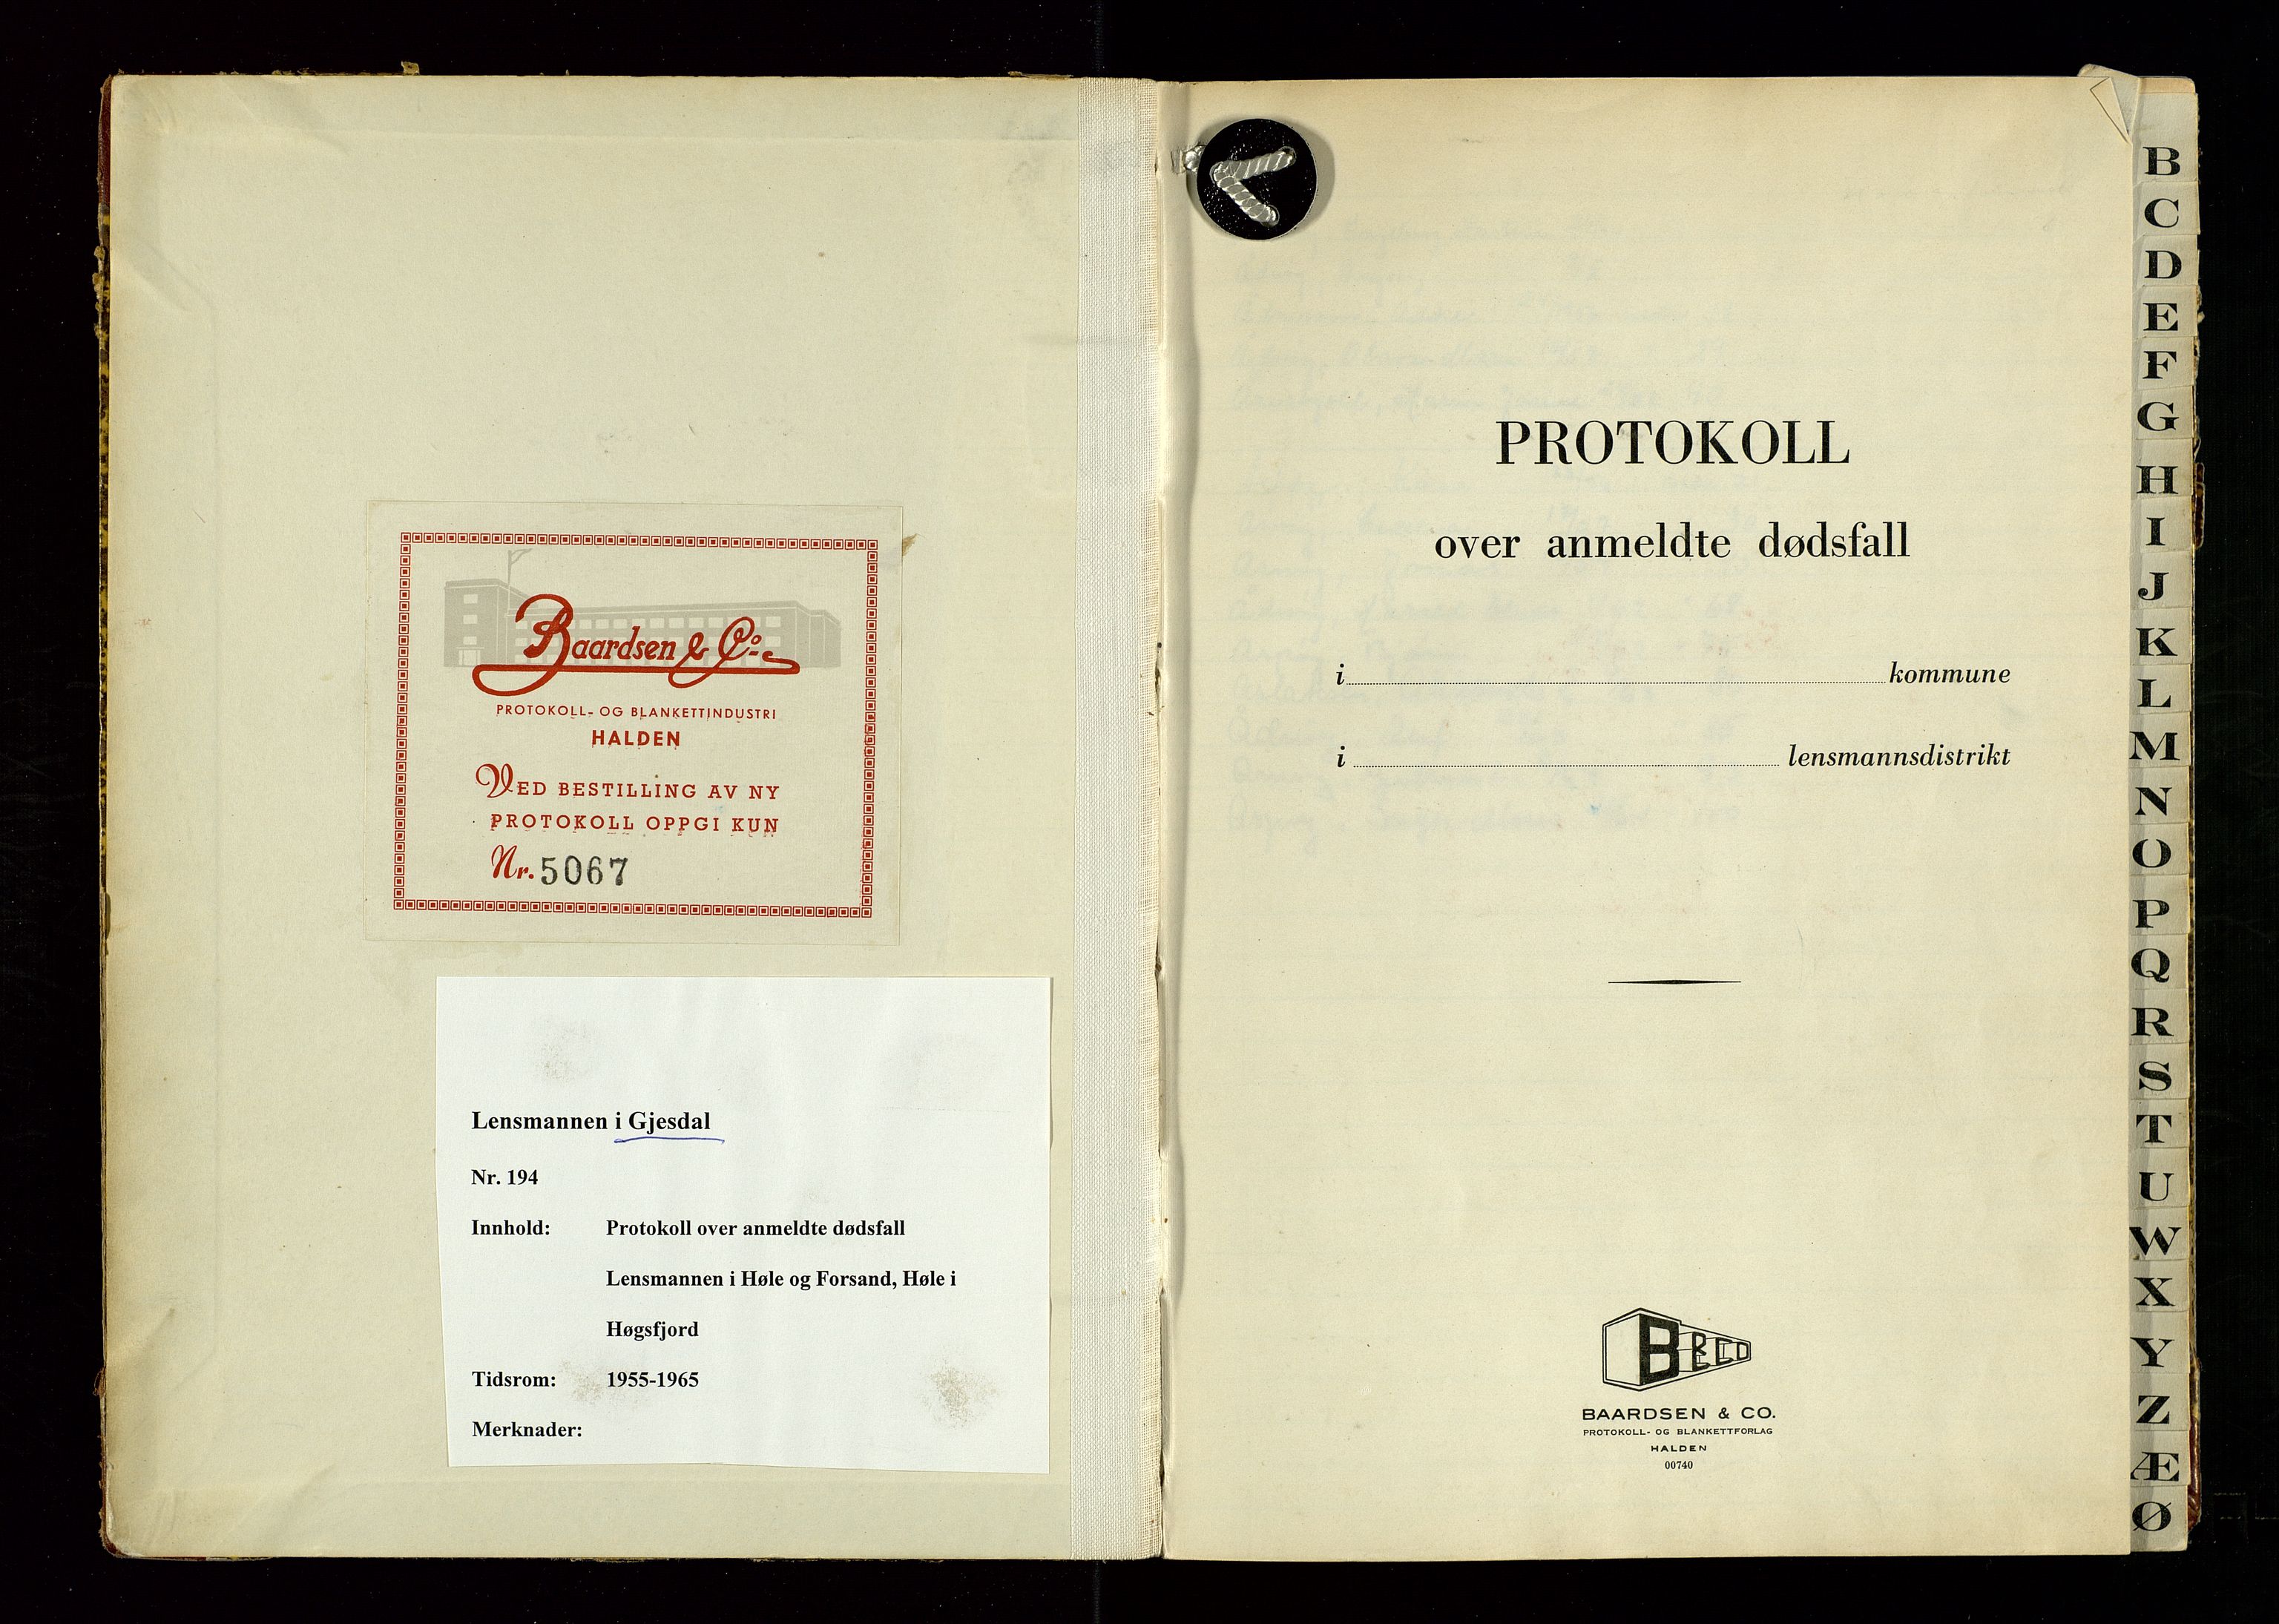 Baardsen & Co.
PROTOKOLL- OG BLANKETTINDUSTRI
HALDEN
VED BESTILLING AV NY
PROTOKOLL OPPGI KUN
Nr. 5067
Lensmannen i Gjesdal
Nr. 194
Innhold: Protokoll over anmeldte dødsfall
Lensmannen i Høle og Forsand, Høle i
Høgsfjord
Tidsrom: 1955-1965
Merknader:
PROTOKOLL
over anmeldte dødsfall
i kommune
i lensmannsdistrikt
BAARDSEN & CO.
PROTOKOLL- OG BLANKETTFORLAG
HALDEN
00740
B
C
D
E
F
G
H
I
J
K
L
M
N
O
P
Q
R
S
T
U
W
X
Y
Z
Æ
Ø